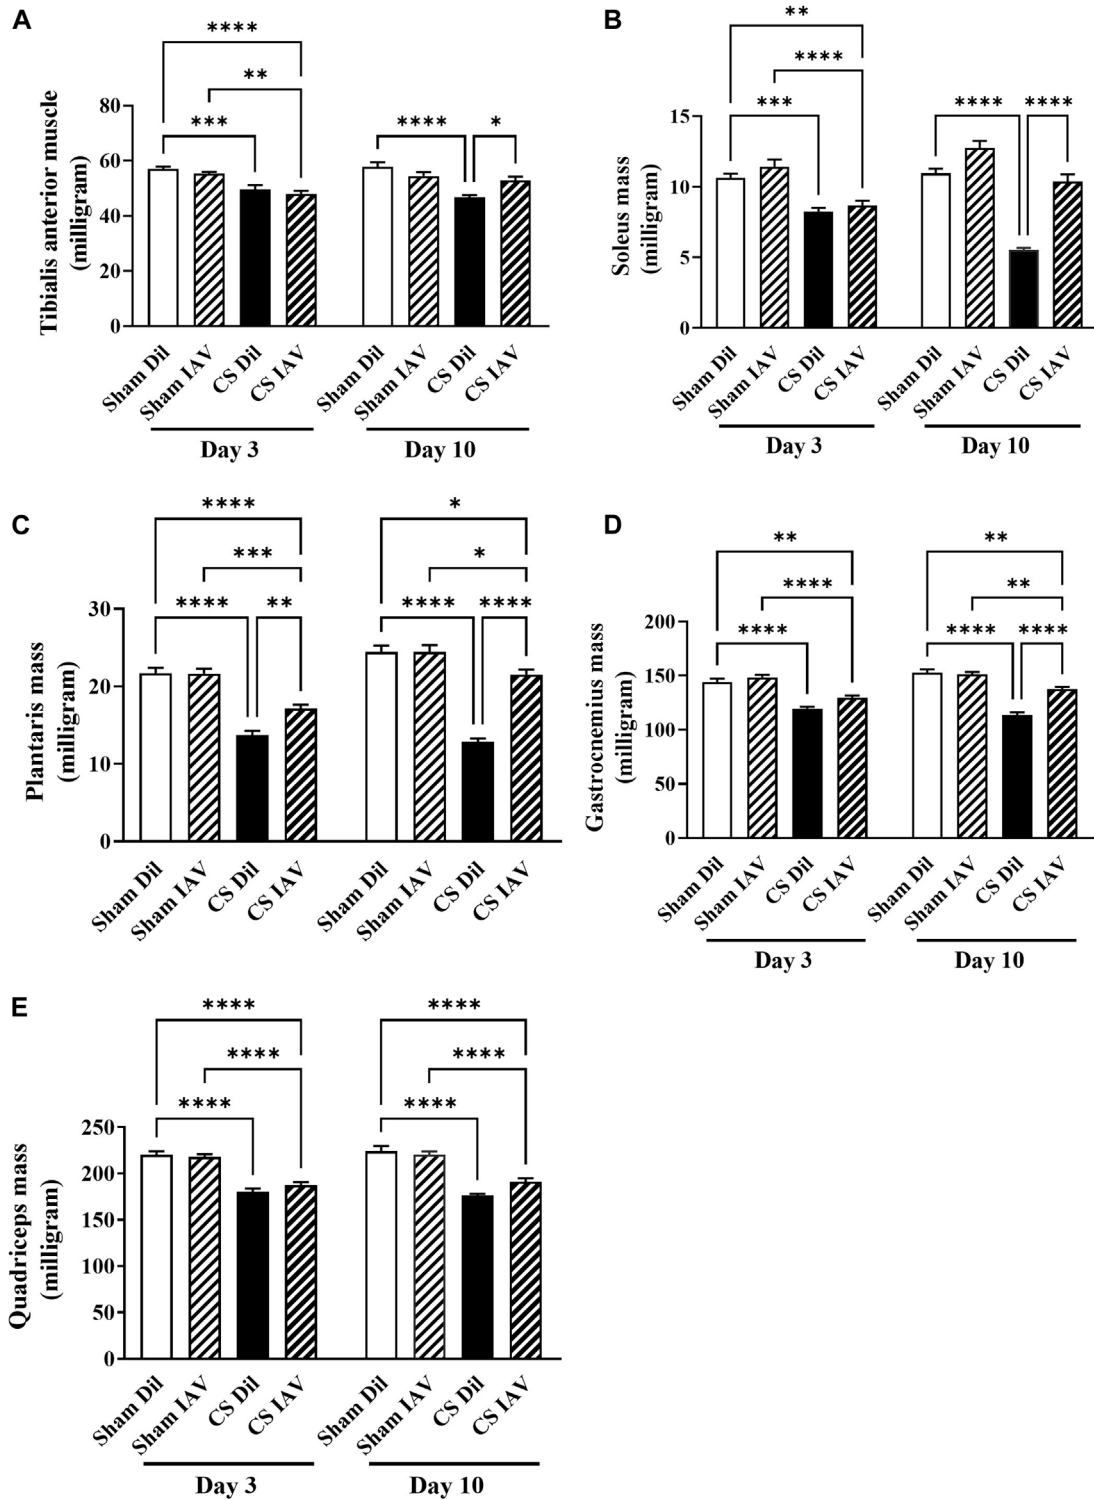 A
****
**
***
****
*
Tibialis anterior muscle
(milligram)
80
60
40
20
0
Sham Dil
Sham IAV
CS Dil
CS IAV
Sham Dil
Sham IAV
CS Dil
CS IAV
Day 3
Day 10
B
**
****
***
****
****
Soleus mass
(milligram)
15
10
5
0
Sham Dil
Sham IAV
CS Dil
CS IAV
Sham Dil
Sham IAV
CS Dil
CS IAV
Day 3
Day 10
C
****
***
****
**
*
*
****
****
Plantaris mass
(milligram)
30
20
10
0
Sham Dil
Sham IAV
CS Dil
CS IAV
Sham Dil
Sham IAV
CS Dil
CS IAV
D
**
****
****
**
**
****
****
Gastrocnemius mass
(milligram)
200
150
100
50
0
Sham Dil
Sham IAV
CS Dil
CS IAV
Sham Dil
Sham IAV
CS Dil
CS IAV
Day 3
Day 10
E
****
****
****
****
****
****
Quadriceps mass
(milligram)
250
200
150
100
50
0
Sham Dil
Sham IAV
CS Dil
CS IAV
Sham Dil
Sham IAV
CS Dil
CS IAV
Day 3
Day 10